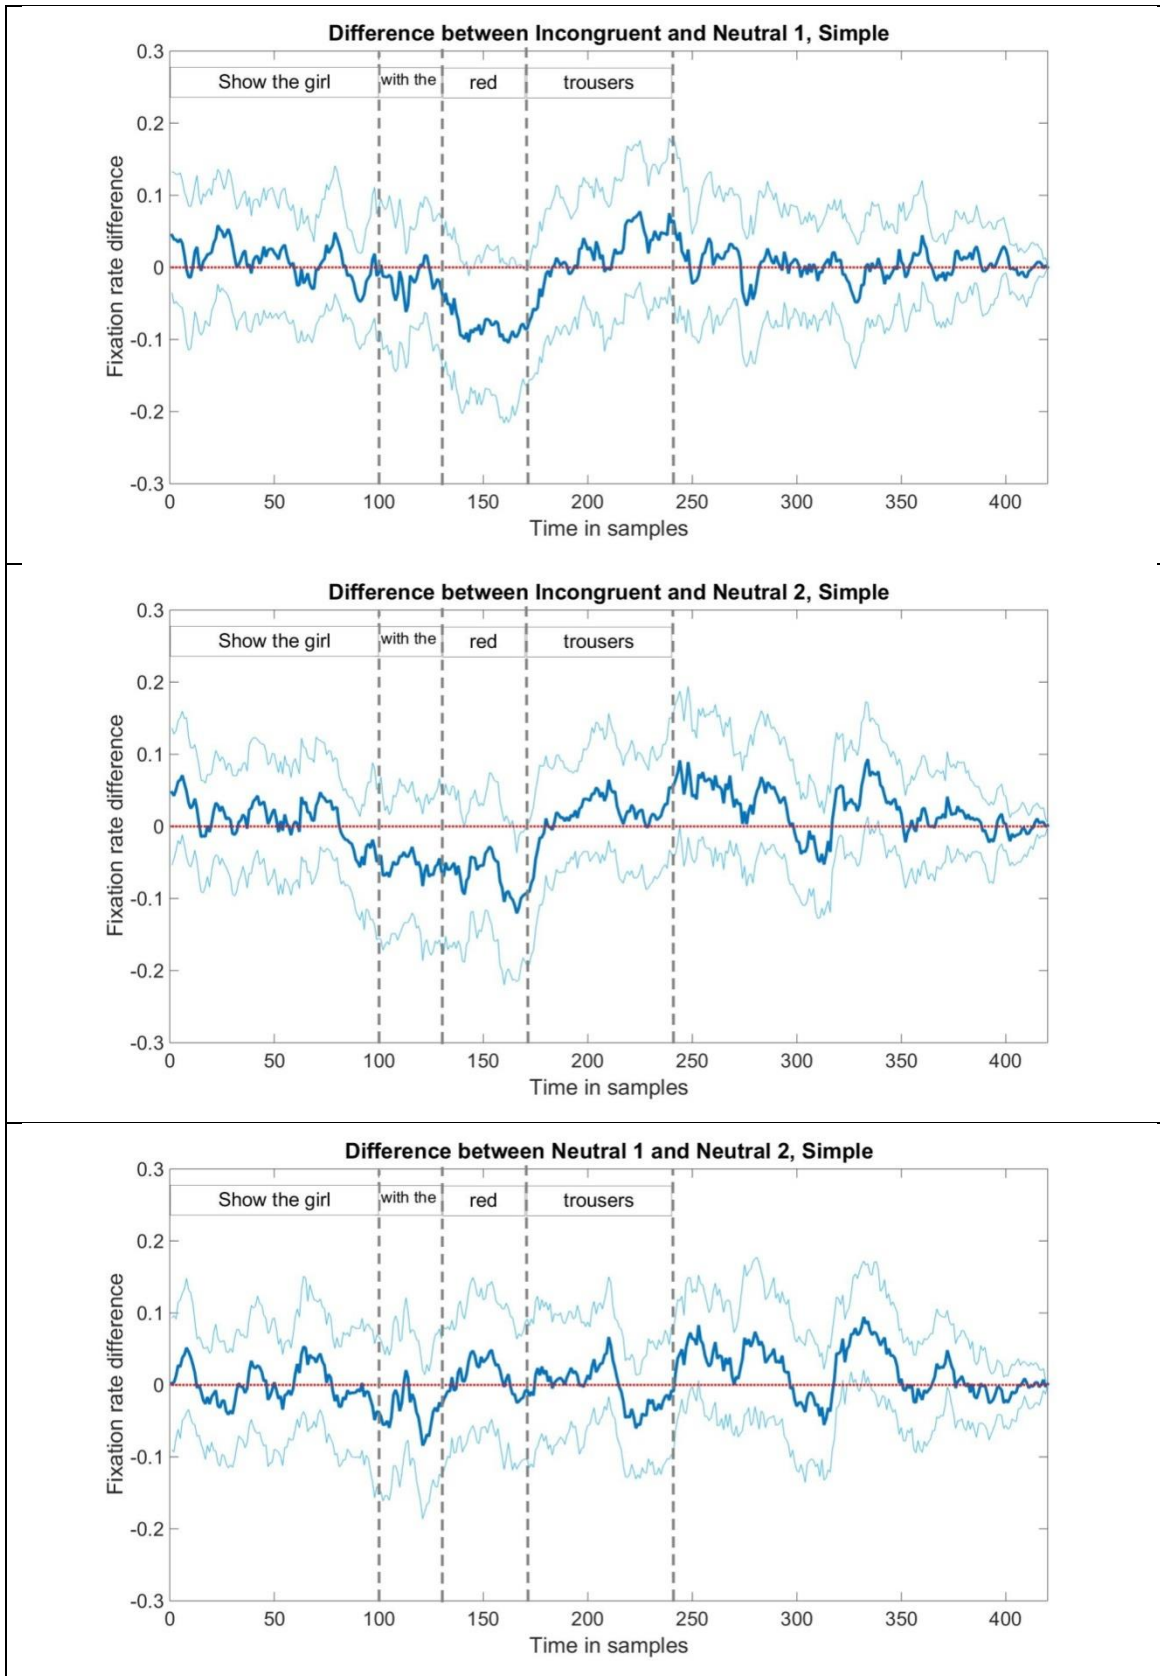 Difference between Incongruent and Neutral 1, Simple
0.3
Show the girl with the red trousers
0.2
0.1
0
-0.1
-0.2
-0.3
Fixation rate difference
0 50 100 150 200 250 300 350 400
Time in samples
Difference between Incongruent and Neutral 2, Simple
0.3
Show the girl with the red trousers
0.2
0.1
0
-0.1
-0.2
-0.3
Fixation rate difference
0 50 100 150 200 250 300 350 400
Time in samples
Difference between Neutral 1 and Neutral 2, Simple
0.3
Show the girl with the red trousers
0.2
0.1
0
-0.1
-0.2
-0.3
Fixation rate difference
0 50 100 150 200 250 300 350 400
Time in samples